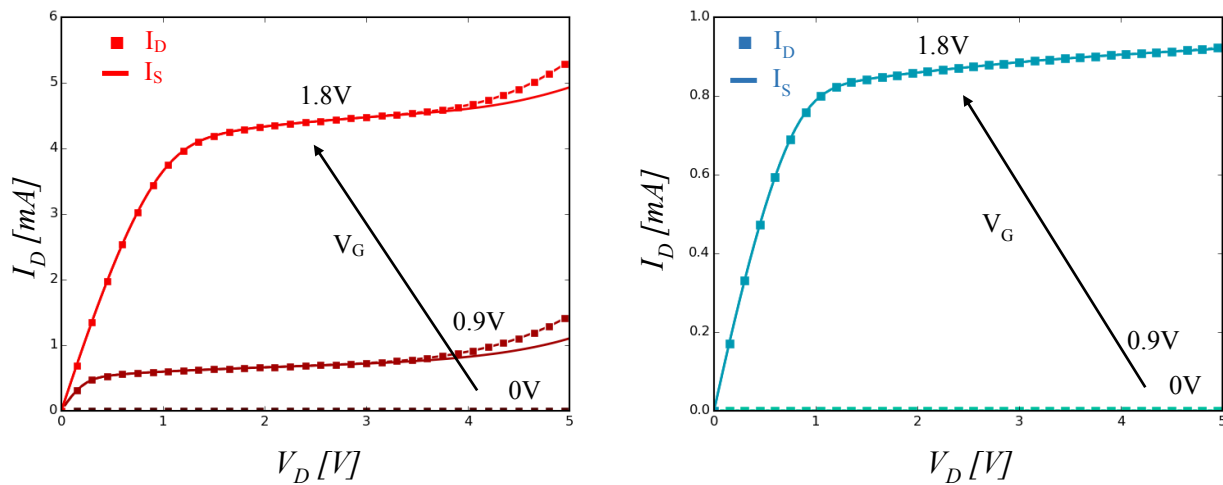 6
5
4
3
2
1
0
I_D [mA]
I_D
I_S
1.8V
V_G
0.9V
0V
0 1 2 3 4 5
V_D [V]
1.0
0.8
0.6
0.4
0.2
0.0
I_D [mA]
I_D
I_S
1.8V
V_G
0.9V
0V
0 1 2 3 4 5
V_D [V]